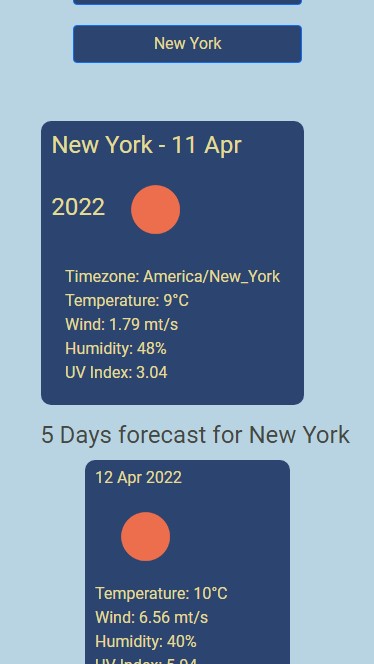 New York
New York - 11 Apr
2022
Timezone: America/New_York
Temperature: 9°C
Wind: 1.79 mt/s
Humidity: 48%
UV Index: 3.04
5 Days forecast for New York
12 Apr 2022
Temperature: 10°C
Wind: 6.56 mt/s
Humidity: 40%
UV Index: 5.04